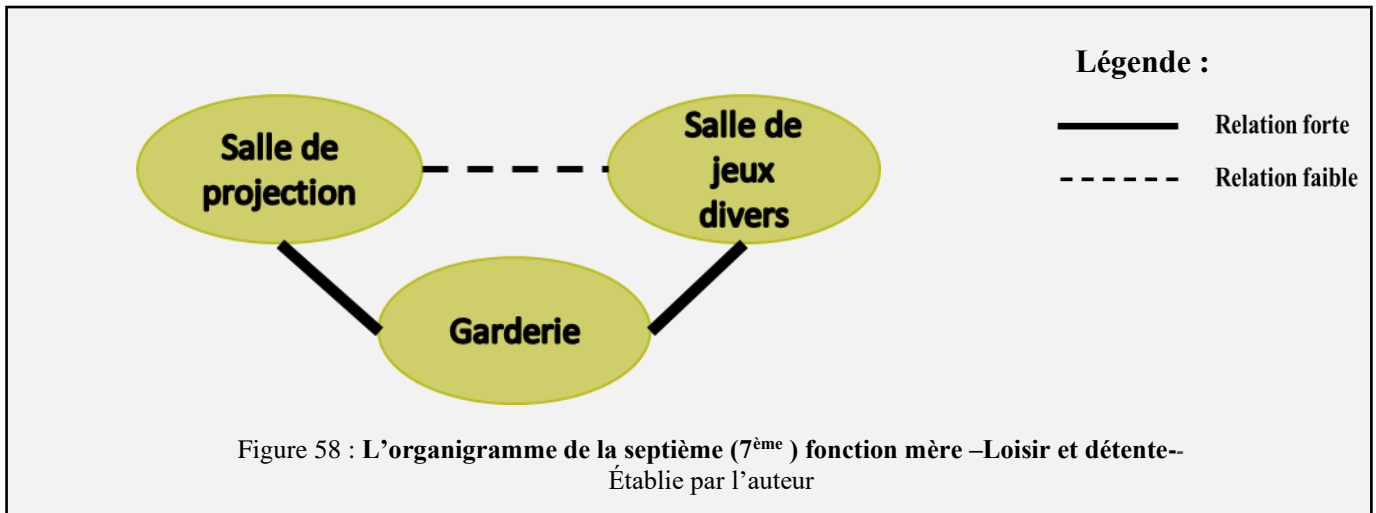 Légende :
Relation forte
Relation faible
Salle de
projection
Salle de
jeux
divers
Garderie
Figure 58 : L’organigramme de la septième (7ème ) fonction mère –Loisir et détente--
Établie par l’auteur